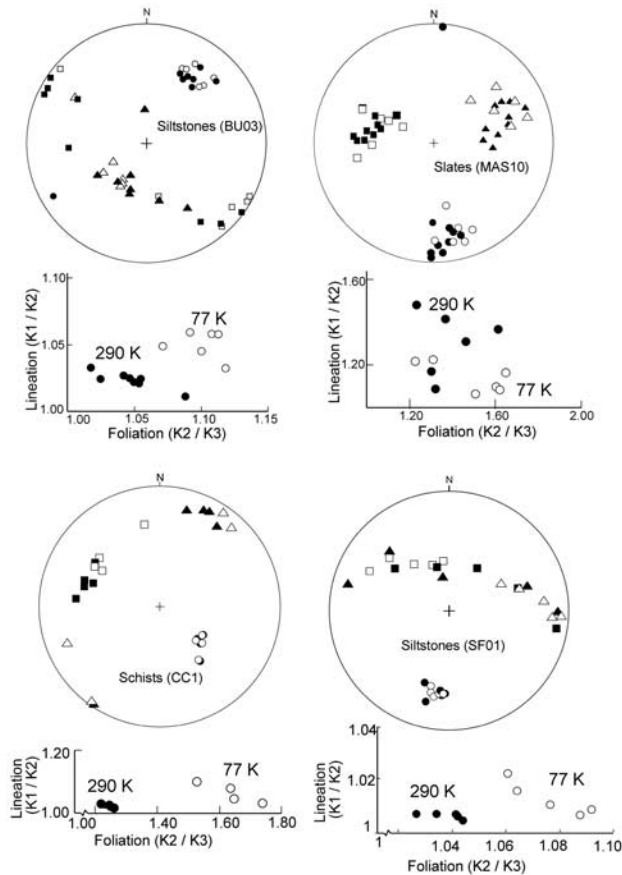 N
Siltstones (BU03)
1.10
1.05
1.00
Lineation (K1 / K2)
290 K
77 K
1.00
1.05
1.10
1.15
Foliation (K2 / K3)
N
Slates (MAS10)
1.60
1.20
Lineation (K1 / K2)
290 K
77 K
1.20
1.60
2.00
Foliation (K2 / K3)
N
Schists (CC1)
1.20
1.00
Lineation
(K1 / K2)
290 K
77 K
1.00
1.40
1.60
1.80
Foliation (K2 / K3)
N
Siltstones (SF01)
1.04
1.02
1
Lineation
(K1 / K2)
290 K
77 K
1
1.04
1.06
1.08
1.10
Foliation (K2 / K3)